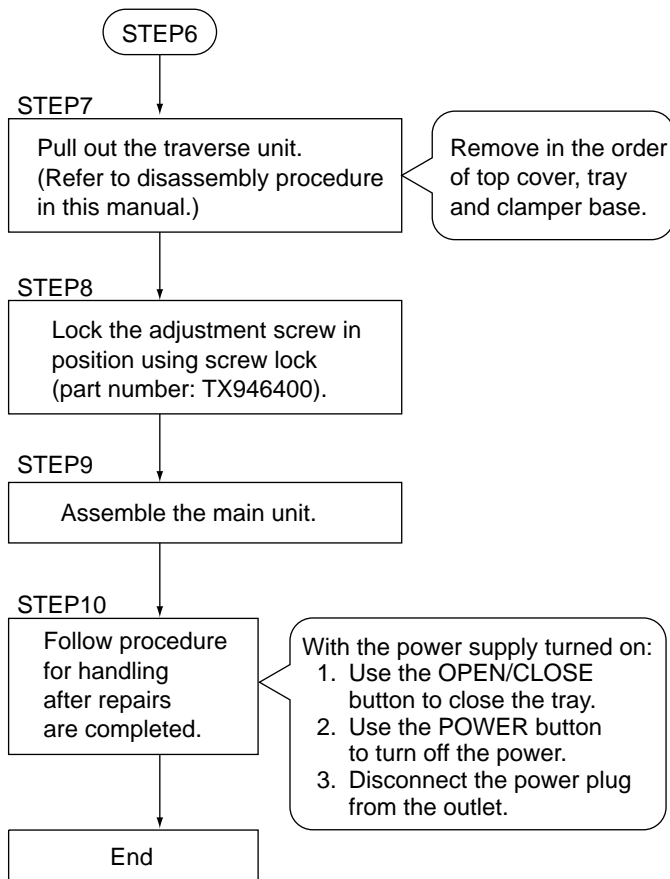 STEP6
STEP7
Pull out the traverse unit.
(Refer to disassembly procedure
in this manual.)
Remove in the order
of top cover, tray
and clamper base.
STEP8
Lock the adjustment screw in
position using screw lock
(part number: TX946400).
STEP9
Assemble the main unit.
STEP10
Follow procedure
for handling
after repairs
are completed.
With the power supply turned on:
1. Use the OPEN/CLOSE
button to close the tray.
2. Use the POWER button
to turn off the power.
3. Disconnect the power plug
from the outlet.
End